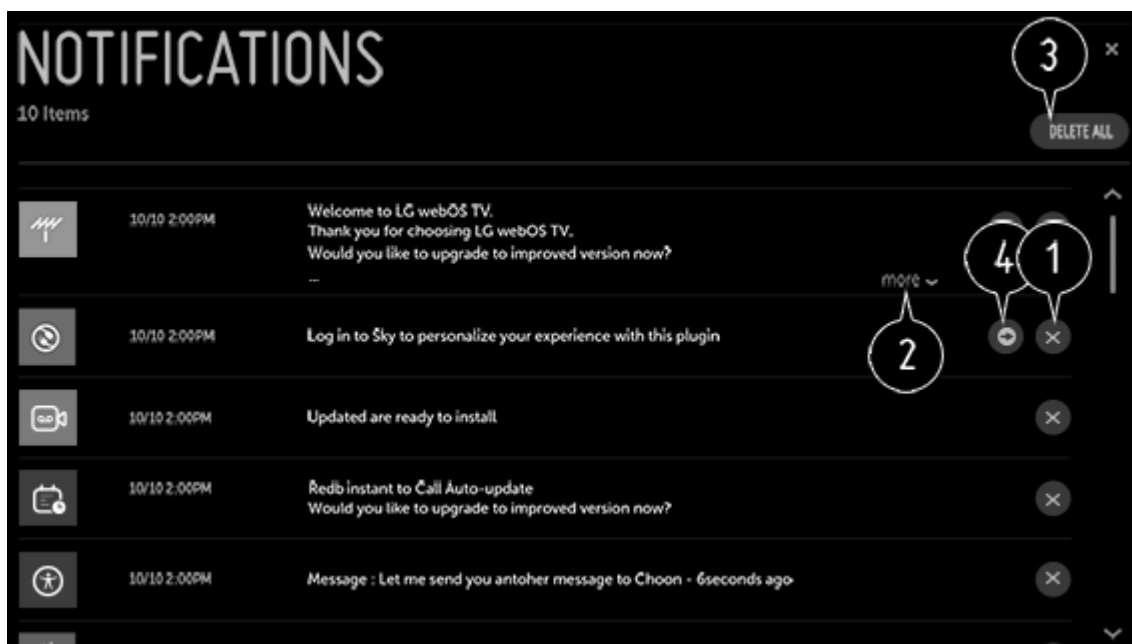 NOTIFICATIONS
10 Items
3
DELETE ALL
10/10 2:00PM
Welcome to LG webOS TV.
Thank you for choosing LG webOS TV.
Would you like to upgrade to improved version now?
...
more
4
1
2
10/10 2:00PM
Log in to Sky to personalize your experience with this plugin
10/10 2:00PM
Updated are ready to install
10/10 2:00PM
Redb instant to Call Auto-update
Would you like to upgrade to improved version now?
10/10 2:00PM
Message : Let me send you antoher message to Choon - 6seconds ago